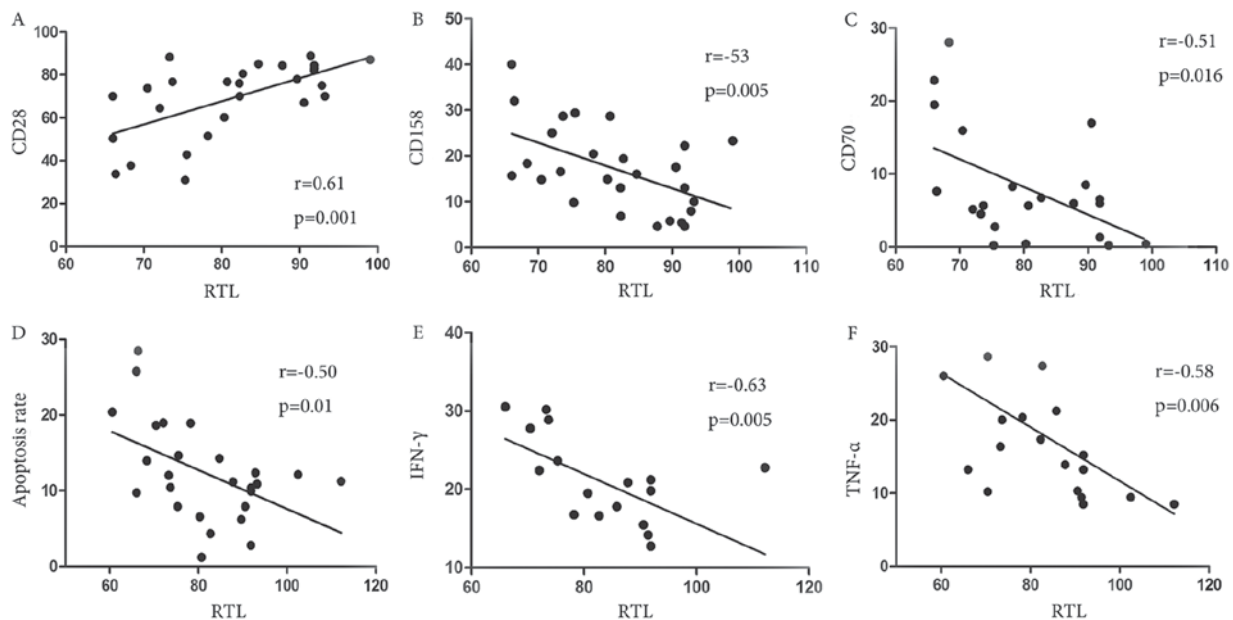 A
100
80
60
40
20
0
CD28
r=0.61
p=0.001
60 70 80 90 100
RTL
B
50
40
30
20
10
0
CD158
r=-53
p=0.005
60 70 80 90 100 110
RTL
C
30
20
10
0
CD70
r=-0.51
p=0.016
60 70 80 90 100 110
RTL
D
30
20
10
0
Apoptosis rate
r=-0.50
p=0.01
60 80 100 120
RTL
E
40
30
20
10
IFN-γ
r=-0.63
p=0.005
60 80 100 120
RTL
F
30
20
10
0
TNF-α
r=-0.58
p=0.006
60 80 100 120
RTL